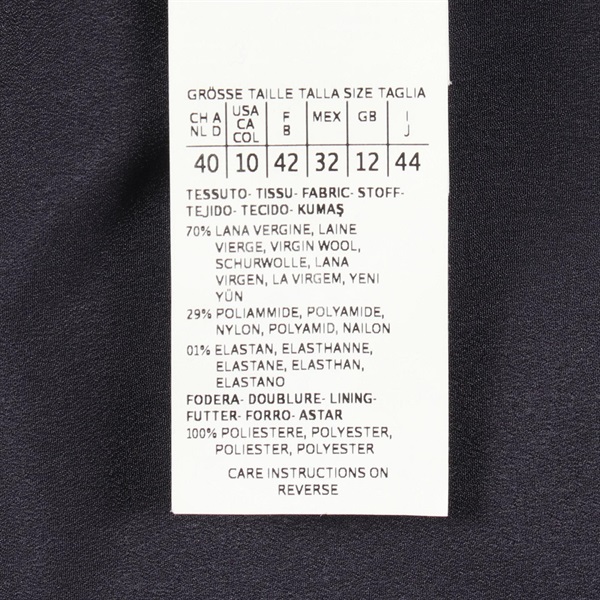 GRÖSSE TAILLE TALLA SIZE TAGLIA
CH A NL D USA CA COL F B MEX GB I J
40 10 42 32 12 44
TESSUTO- TISSU- FABRIC- STOFF-
TEJIDO- TECIDO- KUMAŞ
70% LANA VERGINE, LAINE
VIERGE, VIRGIN WOOL,
SCHURWOLLE, LANA
VIRGEN, LA VIRGEM, YENI
YÜN
29% POLIAMMIDE, POLYAMIDE,
NYLON, POLYAMID, NAILON
01% ELASTAN, ELASTHANNE,
ELASTANE, ELASTHAN,
ELASTANO
FODERA- DOUBLURE- LINING-
FUTTER- FORRO- ASTAR
100% POLIESTERE, POLYESTER,
POLIESTER, POLYESTER
CARE INSTRUCTIONS ON
REVERSE